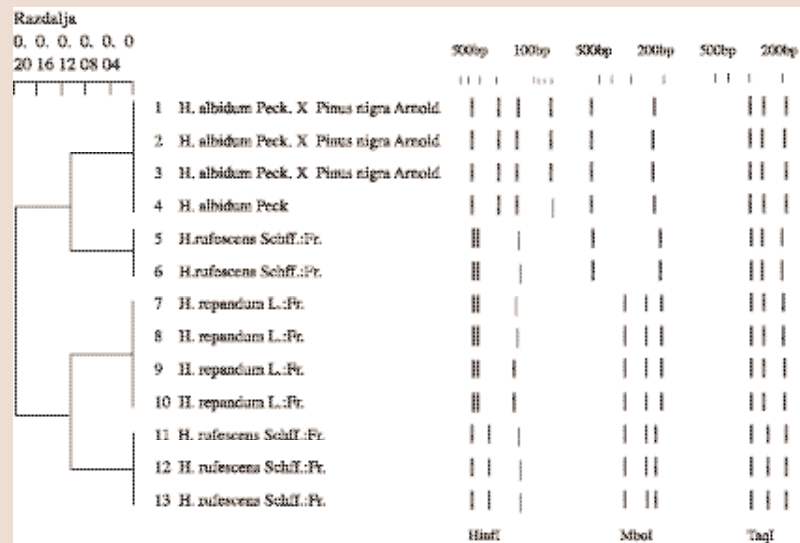 Razdalja
0. 0. 0. 0. 0. 0
20 16 12 08 04
500bp 100bp 500bp 200bp 500bp 200bp
1 H. albidum Peck. X Pinus nigra Arnold.
2 H. albidum Peck. X Pinus nigra Arnold.
3 H. albidum Peck. X Pinus nigra Arnold.
4 H. albidum Peck
5 H.rufescens Schff.:Fr.
6 H.rufescens Schff.:Fr.
7 H. repandum L.:Fr.
8 H. repandum L.:Fr.
9 H. repandum L.:Fr.
10 H. repandum L.:Fr.
11 H. rufescens Schff.:Fr.
12 H. rufescens Schff.:Fr.
13 H. rufescens Schff.:Fr.
HinfI MboI TaqI